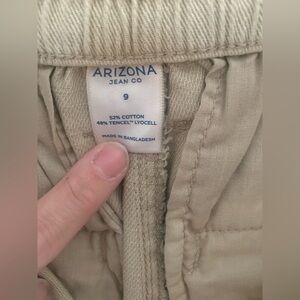 ARIZONA
JEAN CO
9
52% COTTON
48% TENCEL™ LYOCELL
MADE IN BANGLADESH